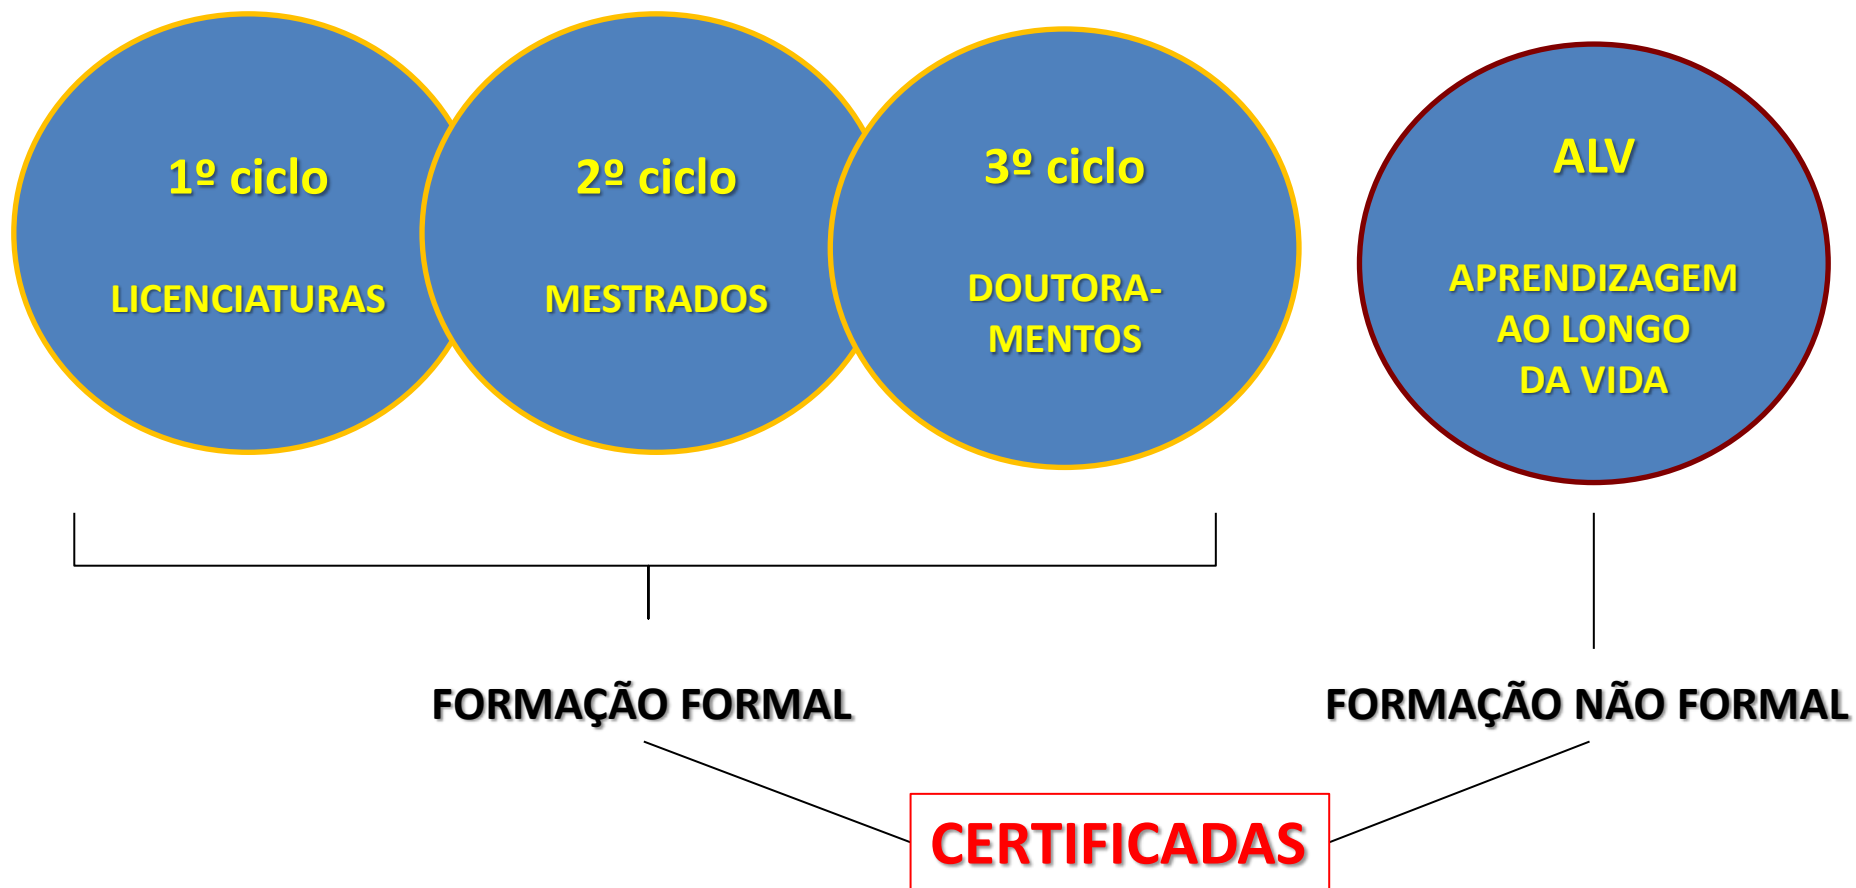 1º ciclo
LICENCIATURAS
2º ciclo
MESTRADOS
3º ciclo
DOUTORA-
MENTOS
ALV
APRENDIZAGEM
AO LONGO
DA VIDA
FORMAÇÃO FORMAL
FORMAÇÃO NÃO FORMAL
CERTIFICADAS